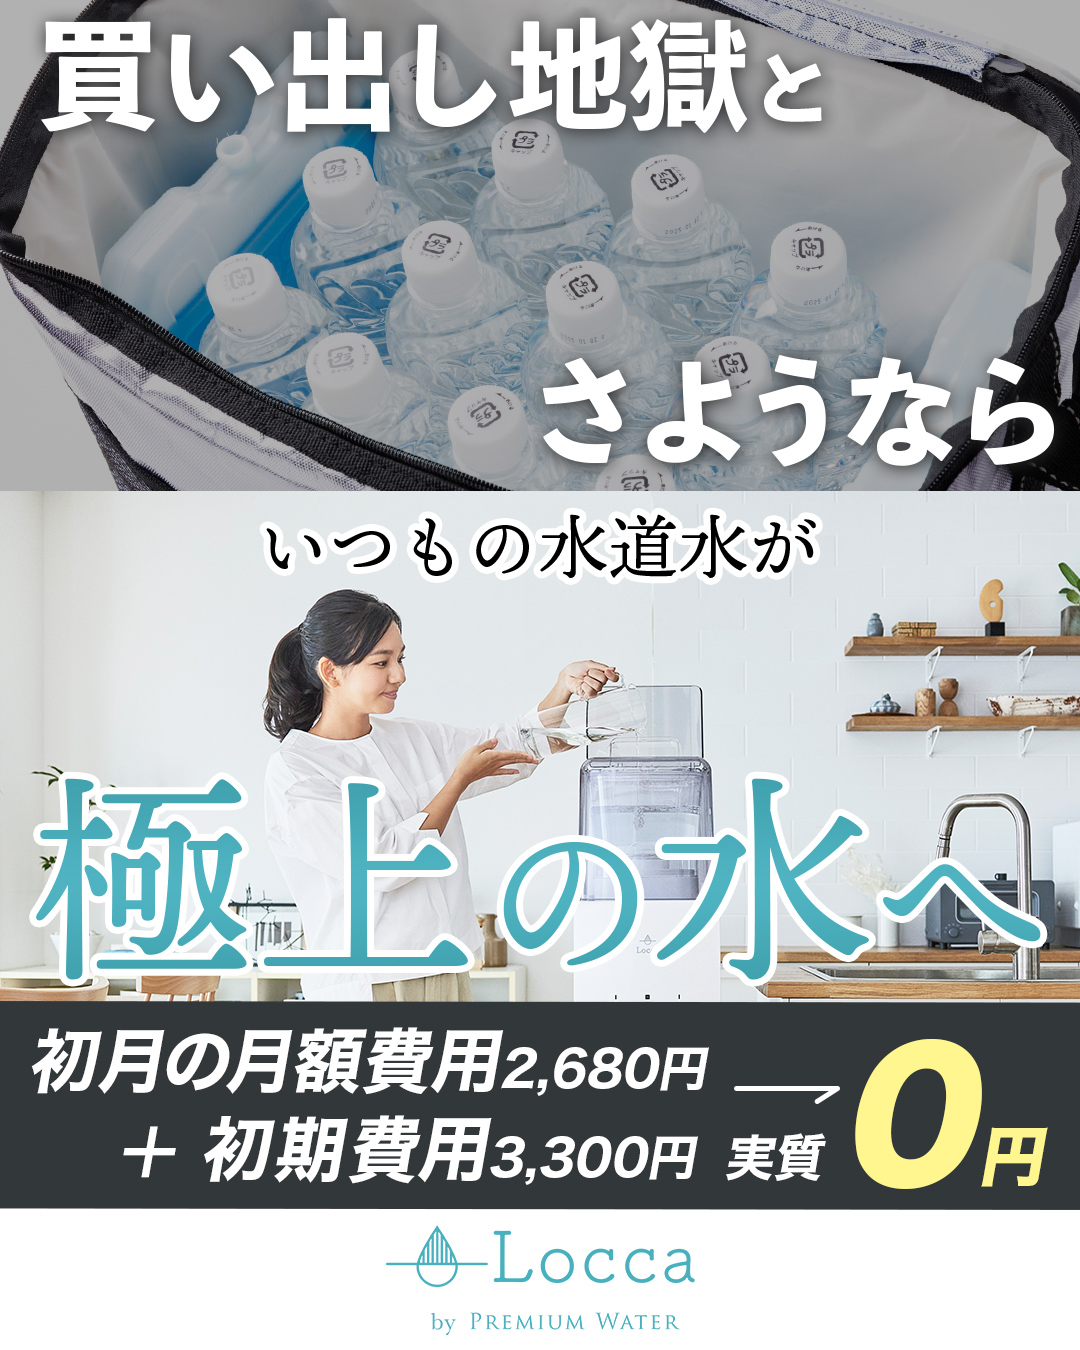 買い出し地獄と
さようなら
いつもの水道水が
極上の水へ
初月の月額費用2,680円
＋ 初期費用3,300円
実質 0円
Locca
by PREMIUM WATER